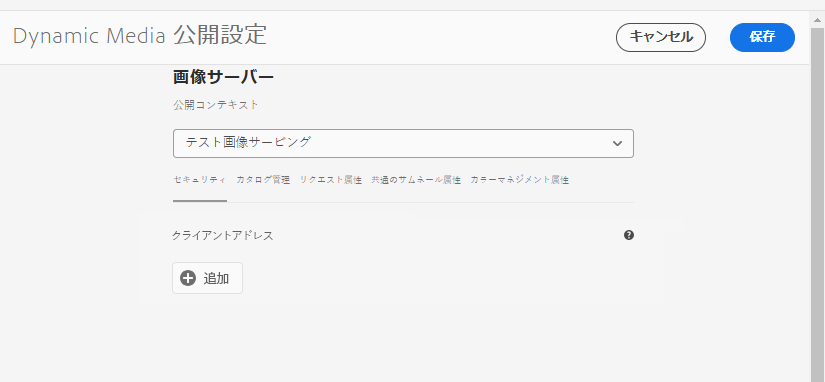 Dynamic Media 公開設定
キャンセル
保存
画像サーバー
公開コンテキスト
テスト画像サービング
セキュリティ カタログ管理 リクエスト属性 共通のサムネール属性 カラーマネジメント属性
クライアントアドレス
追加